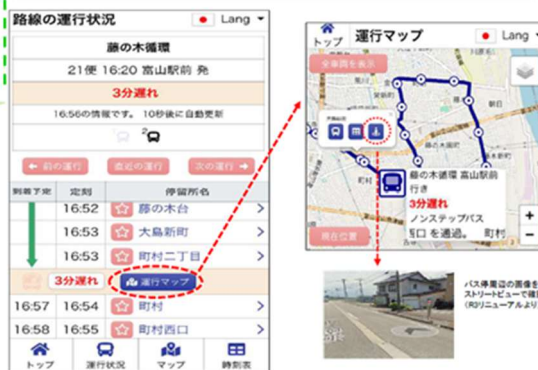 路線の運行状況
Lang
藤の木循環
21便 16:20 富山駅前 発
3分遅れ
16:56の情報です。 10秒後に自動更新
2
← 前の運行
直近の運行
次の運行 →
到着予定 定刻 停留所名
16:52 藤の木台
16:53 大島新町
16:53 町村二丁目
3分遅れ 運行マップ
16:57 16:54 町村
16:58 16:55 町村西口
トップ 運行状況 マップ 時刻表
トップ
運行マップ
Lang
全車両を表示
藤の木循環 富山駅前
行き
3分遅れ
ノンステップバス
西口 を通過。
町村
現在位置
+
−
バス停周辺の画像を
ストリートビューで確